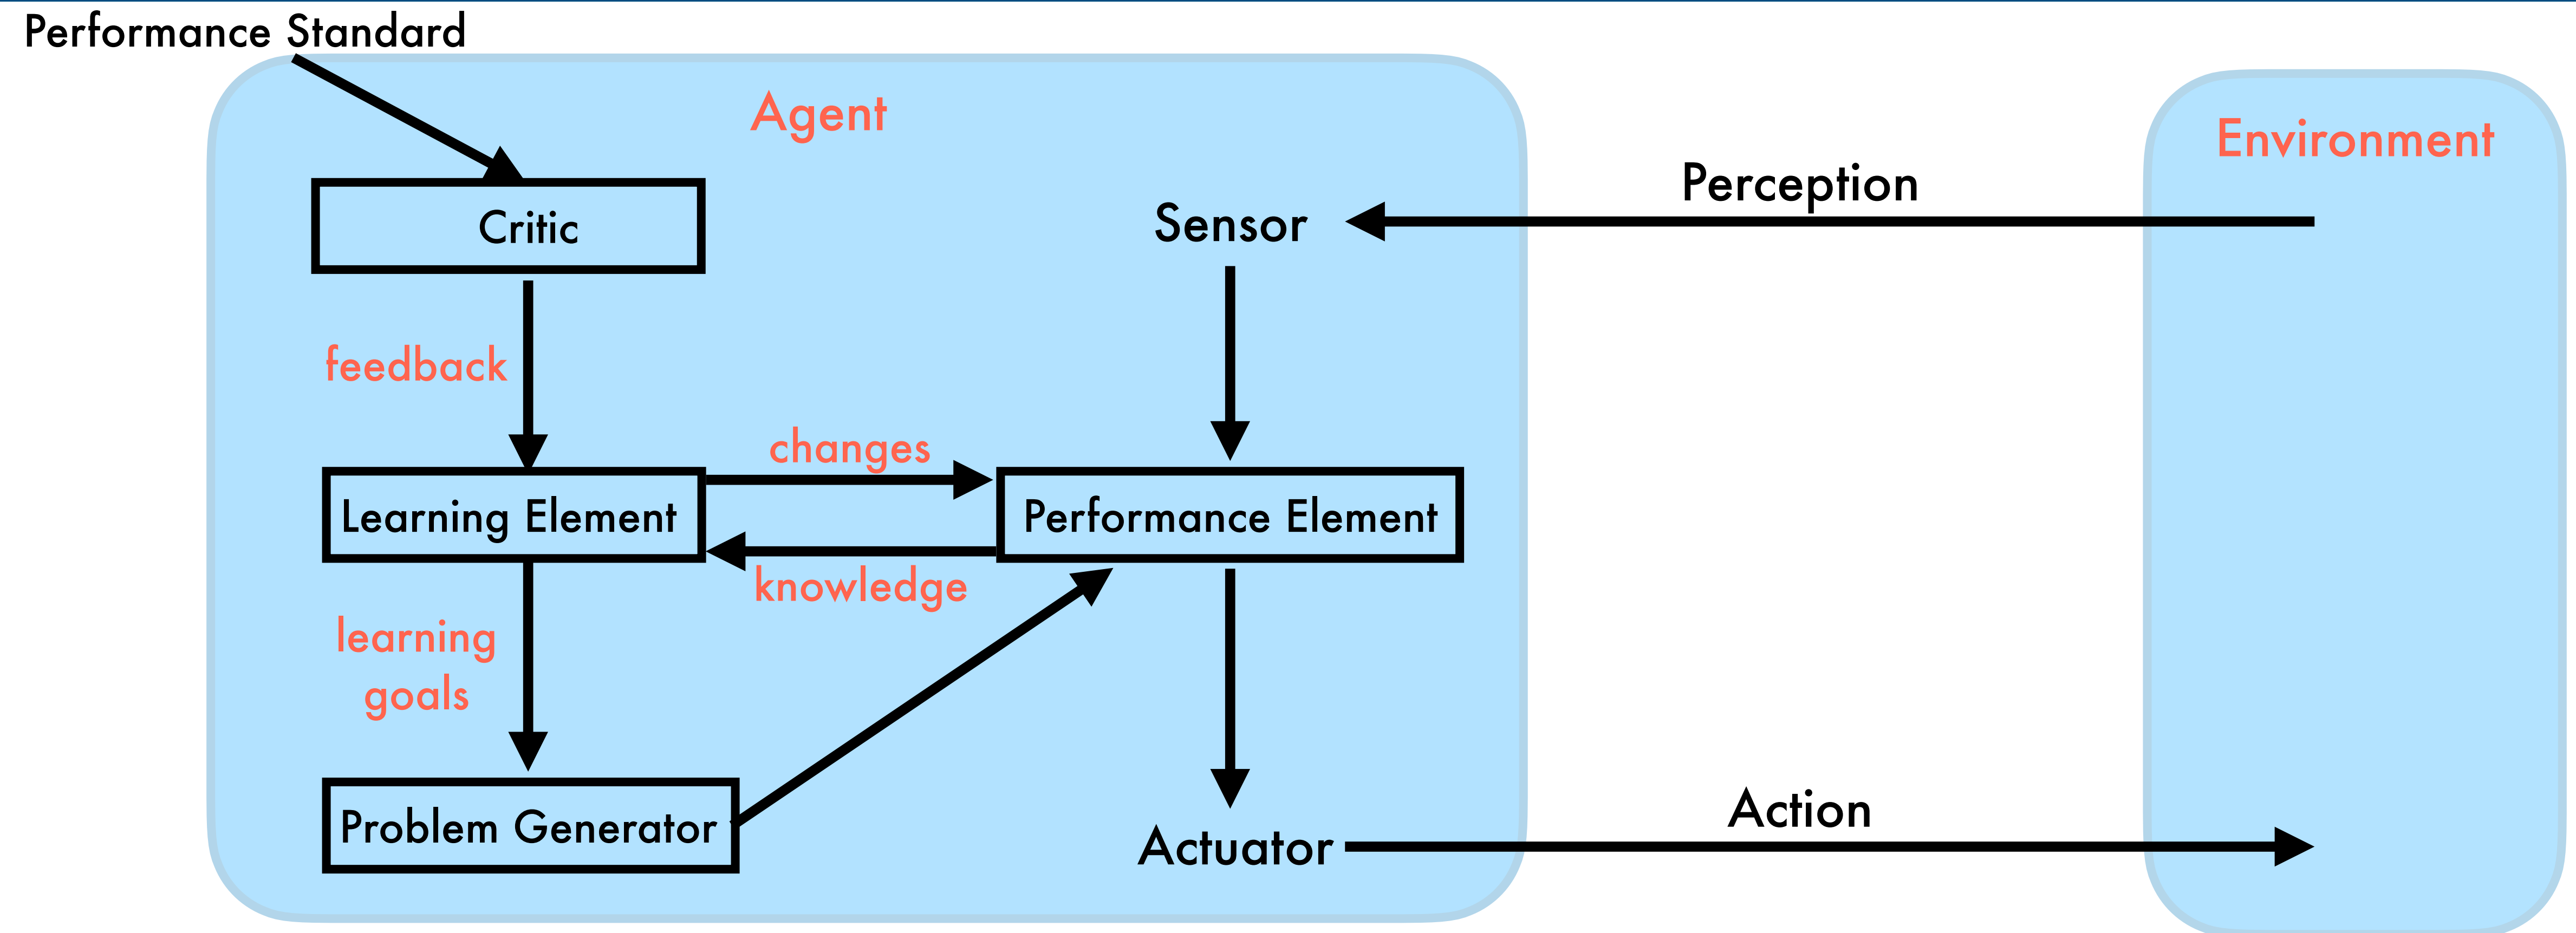 Performance Standard
Agent
Environment
Perception
Critic
Sensor
feedback
changes
Learning Element
Performance Element
knowledge
learning
goals
Problem Generator
Action
Actuator